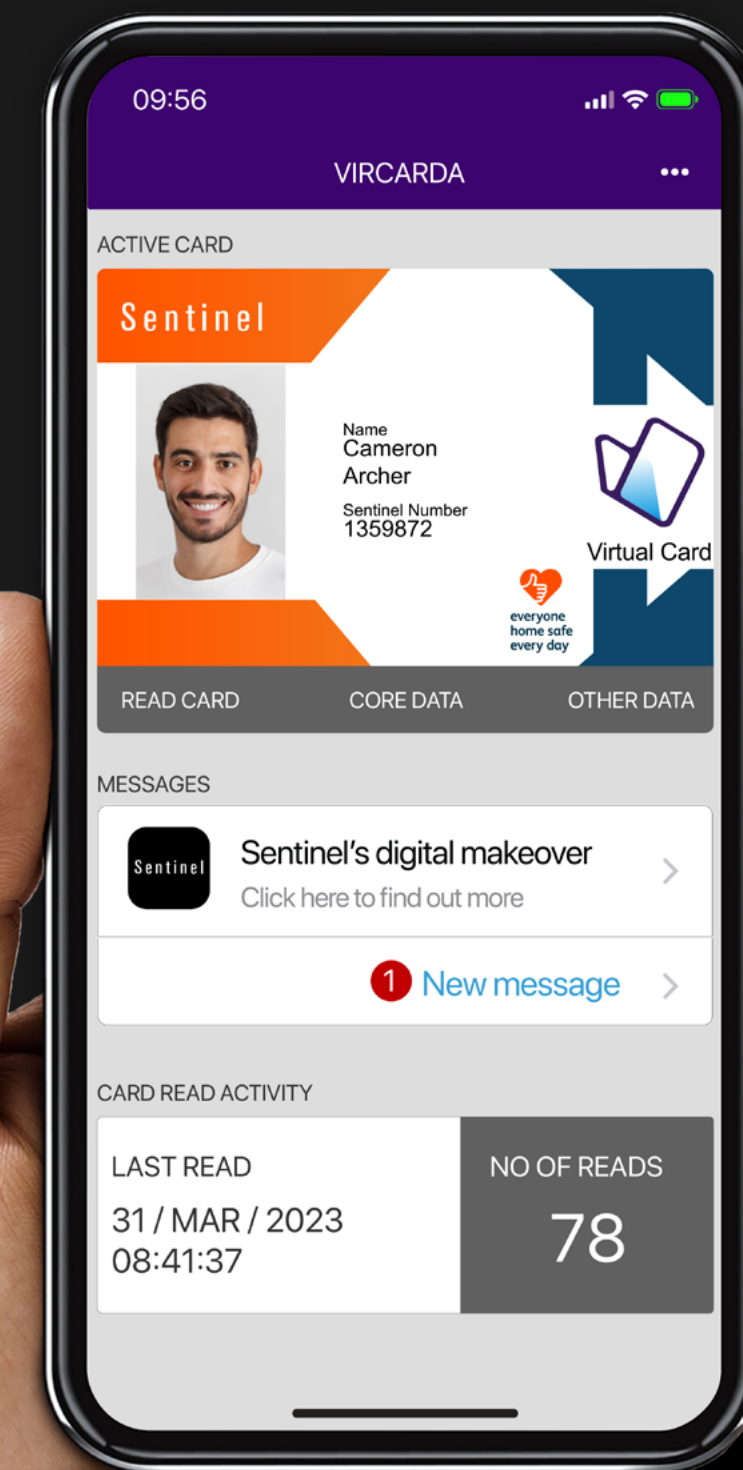 09:56
VIRCARDA
ACTIVE CARD
Sentinel
Name
Cameron
Archer
Sentinel Number
1359872
Virtual Card
everyone
home safe
every day
READ CARD CORE DATA OTHER DATA
MESSAGES
Sentinel
Sentinel's digital makeover
Click here to find out more
1 New message
CARD READ ACTIVITY
LAST READ
31 / MAR / 2023
08:41:37
NO OF READS
78